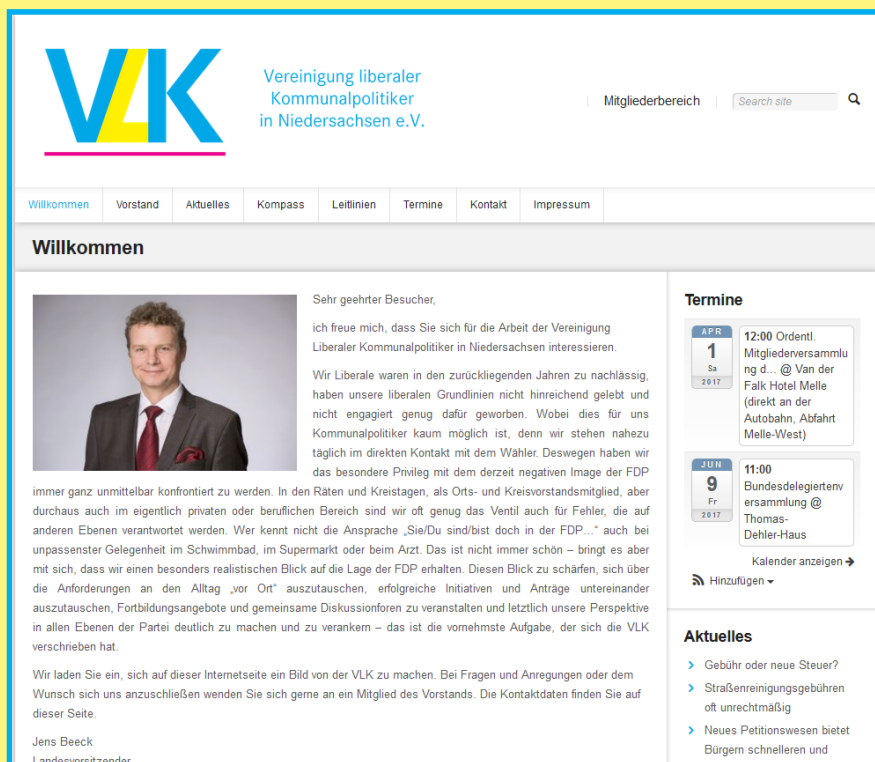 VLK
Vereinigung liberaler
Kommunalpolitiker
in Niedersachsen e.V.
Mitgliederbereich
Search site
Willkommen
Vorstand
Aktuelles
Kompass
Leitlinien
Termine
Kontakt
Impressum
Willkommen
Sehr geehrter Besucher,
ich freue mich, dass Sie sich für die Arbeit der Vereinigung
Liberaler Kommunalpolitiker in Niedersachsen interessieren.
Wir Liberale waren in den zurückliegenden Jahren zu nachlässig,
haben unsere liberalen Grundlinien nicht hinreichend gelebt und
nicht engagiert genug dafür geworben. Wobei dies für uns
Kommunalpolitiker kaum möglich ist, denn wir stehen nahezu
täglich im direkten Kontakt mit dem Wähler. Deswegen haben wir
das besondere Privileg mit dem derzeit negativen Image der FDP
immer ganz unmittelbar konfrontiert zu werden. In den Räten und Kreistagen, als Orts- und Kreisvorstandsmitglied, aber
durchaus auch im eigentlich privaten oder beruflichen Bereich sind wir oft genug das Ventil auch für Fehler, die auf
anderen Ebenen verantwortet werden. Wer kennt nicht die Ansprache „Sie/Du sind/bist doch in der FDP…“ auch bei
unpassenster Gelegenheit im Schwimmbad, im Supermarkt oder beim Arzt. Das ist nicht immer schön – bringt es aber
mit sich, dass wir einen besonders realistischen Blick auf die Lage der FDP erhalten. Diesen Blick zu schärfen, sich über
die Anforderungen an den Alltag „vor Ort“ auszutauschen, erfolgreiche Initiativen und Anträge untereinander
auszutauschen, Fortbildungsangebote und gemeinsame Diskussionforen zu veranstalten und letztlich unsere Perspektive
in allen Ebenen der Partei deutlich zu machen und zu verankern – das ist die vornehmste Aufgabe, der sich die VLK
verschrieben hat.
Wir laden Sie ein, sich auf dieser Internetseite ein Bild von der VLK zu machen. Bei Fragen und Anregungen oder dem
Wunsch sich uns anzuschließen wenden Sie sich gerne an ein Mitglied des Vorstands. Die Kontaktdaten finden Sie auf
dieser Seite.
Jens Beeck
Landesvorsitzender
Termine
APR
1
Sa
2017
12:00 Ordentl.
Mitgliederversammlu
ng d... @ Van der
Falk Hotel Melle
(direkt an der
Autobahn, Abfahrt
Melle-West)
JUN
9
Fr
2017
11:00
Bundesdelegiertenv
ersammlung @
Thomas-
Dehler-Haus
Kalender anzeigen
Hinzufügen
Aktuelles
Gebühr oder neue Steuer?
Straßenreinigungsgebühren
oft unrechtmäßig
Neues Petitionswesen bietet
Bürgern schnelleren und